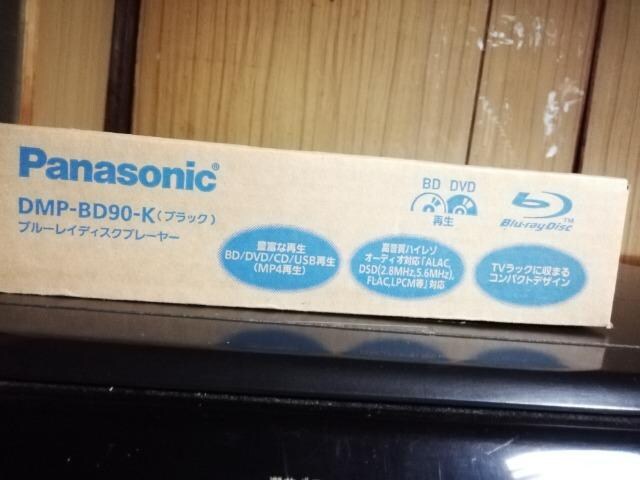 Panasonic®
DMP-BD90-K(ブラック)
ブルーレイディスクプレーヤー
BD DVD
再生
Blu-ray Disc™
豊富な再生
BD/DVD/CD/USB再生
(MP4再生)
高音質ハイレゾ
オーディオ対応「ALAC,
DSD(2.8MHz,5.6MHz),
FLAC,LPCM等」対応
TVラックに収まる
コンパクトデザイン